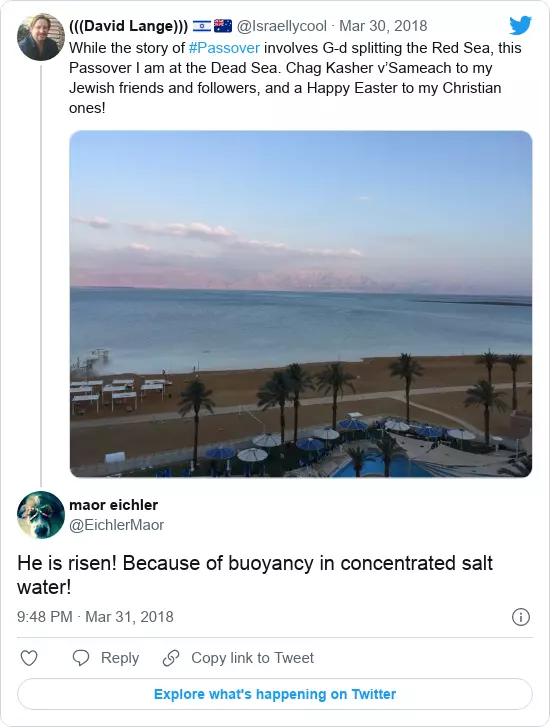 (((David Lange))) 🇮🇱🇦🇺 @Israellycool · Mar 30, 2018
While the story of #Passover involves G-d splitting the Red Sea, this
Passover I am at the Dead Sea. Chag Kasher v’Sameach to my
Jewish friends and followers, and a Happy Easter to my Christian
ones!
maor eichler
@EichlerMaor
He is risen! Because of buoyancy in concentrated salt
water!
9:48 PM · Mar 31, 2018
Reply
Copy link to Tweet
Explore what's happening on Twitter